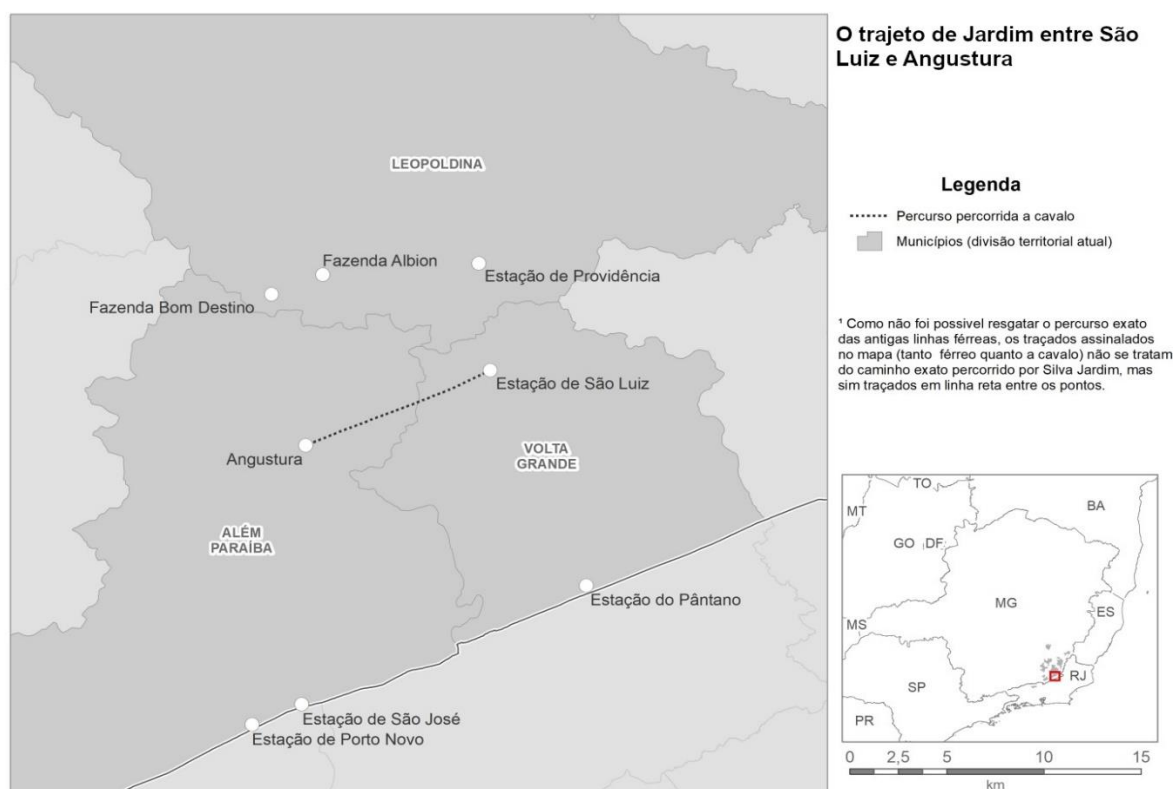 O trajeto de Jardim entre São
Luiz e Angustura
LEOPOLDINA
Fazenda Albion
Estação de Providência
Fazenda Bom Destino
Estação de São Luiz
Angustura
VOLTA
GRANDE
ALÉM
PARAÍBA
Estação do Pântano
Estação de São José
Estação de Porto Novo
Legenda
Percurso percorrida a cavalo
Municípios (divisão territorial atual)
¹ Como não foi possivel resgatar o percurso exato
das antigas linhas férreas, os traçados assinalados
no mapa (tanto férreo quanto a cavalo) não se tratam
do caminho exato percorrido por Silva Jardim, mas
sim traçados em linha reta entre os pontos.
TO
BA
MT
GO
DF
MG
ES
MS
SP
RJ
PR
0 2,5 5 10 15
km